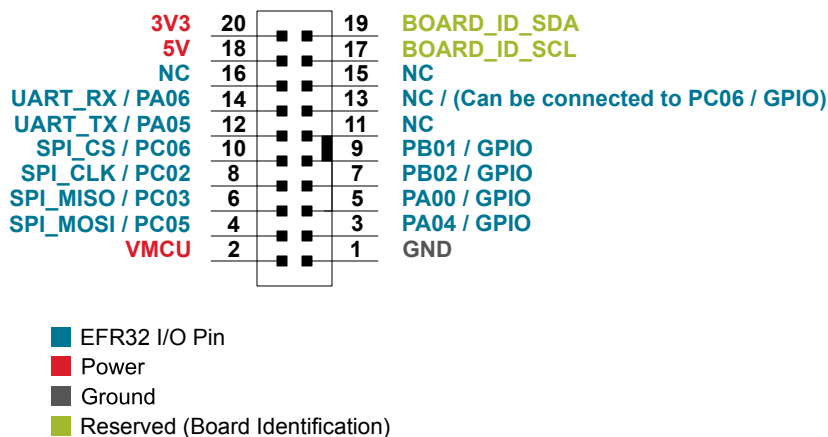 3V3 20 19 BOARD_ID_SDA
5V 18 17 BOARD_ID_SCL
NC 16 15 NC
UART_RX / PA06 14 13 NC / (Can be connected to PC06 / GPIO)
UART_TX / PA05 12 11 NC
SPI_CS / PC06 10 9 PB01 / GPIO
SPI_CLK / PC02 8 7 PB02 / GPIO
SPI_MISO / PC03 6 5 PA00 / GPIO
SPI_MOSI / PC05 4 3 PA04 / GPIO
VMCU 2 1 GND
EFR32 I/O Pin
Power
Ground
Reserved (Board Identification)